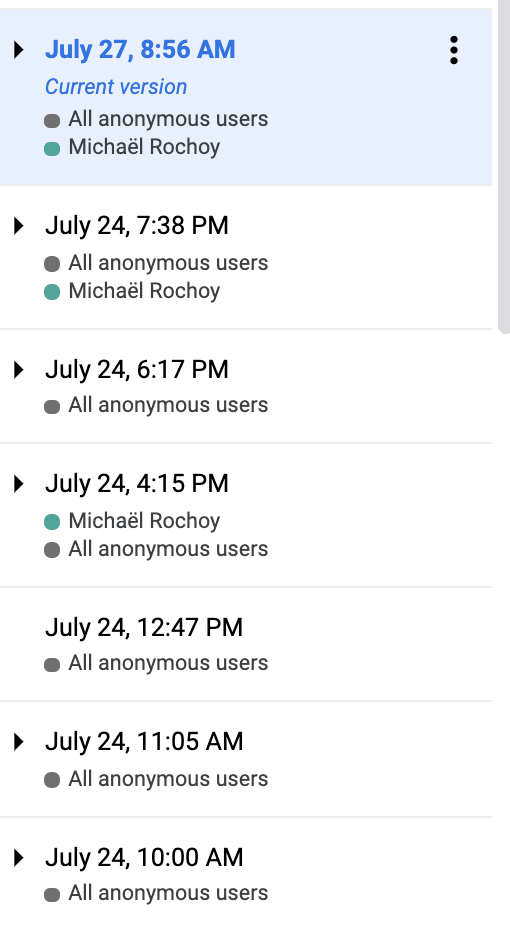 July 27, 8:56 AM
Current version
All anonymous users
Michaël Rochoy
July 24, 7:38 PM
All anonymous users
Michaël Rochoy
July 24, 6:17 PM
All anonymous users
July 24, 4:15 PM
Michaël Rochoy
All anonymous users
July 24, 12:47 PM
All anonymous users
July 24, 11:05 AM
All anonymous users
July 24, 10:00 AM
All anonymous users